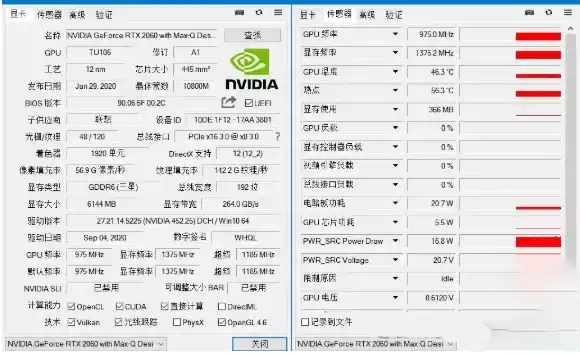 显卡 传感器 高级 验证
名称 NVIDIA GeForce RTX 2060 with Max-Q Des... 查找
GPU TU106 修订 A1
工艺 12 nm 芯片大小 445 mm²
发布日期 Jan 29, 2020 晶体管数 10800M
NVIDIA
BIOS 版本 90.06.5F.00.2C UEFI
子供应商 联想 设备 ID 10DE 1F12 - 17AA 3801
光栅/纹理 48 / 120 总线接口 PCIe x16 3.0 @ x8 3.0 ?
着色器 1920 单元 DirectX 支持 12 (12_2)
像素填充率 56.9 G 像素/秒 纹理填充率 142.2 G 纹理/秒
显存类型 GDDR6 (三星) 总线宽度 192 位
显存大小 6144 MB 显存带宽 264.0 GB/s
驱动版本 27.21.14.5225 (NVIDIA 452.25) DCH / Win10 64
驱动日期 Sep 04, 2020 数字签名 WHQL
GPU 频率 975 MHz 显存频率 1375 MHz 超频 1185 MHz
默认频率 975 MHz 显存频率 1375 MHz 超频 1185 MHz
NVIDIA SLI 已禁用 可调整大小 BAR 已禁用
计算能力 OpenCL CUDA 直接计算 DirectML
技术 Vulkan 光线跟踪 PhysX OpenGL 4.6
NVIDIA GeForce RTX 2060 with Max-Q Desi 关闭
显卡 传感器 高级 验证
GPU 频率 975.0 MHz
显存频率 1375.2 MHz
GPU 温度 46.3 °C
热点 56.3 °C
显存使用 366 MB
GPU 负载 0 %
显存控制器负载 0 %
视频引擎负载 0 %
总线接口负载 0 %
电路板功耗 20.7 W
GPU 芯片功耗 5.5 W
PWR_SRC Power Draw 16.8 W
PWR_SRC Voltage 20.7 V
限制原因 Idle
GPU 电压 0.6120 V
记录到文件
NVIDIA GeForce RTX 2060 with Max-Q Desi